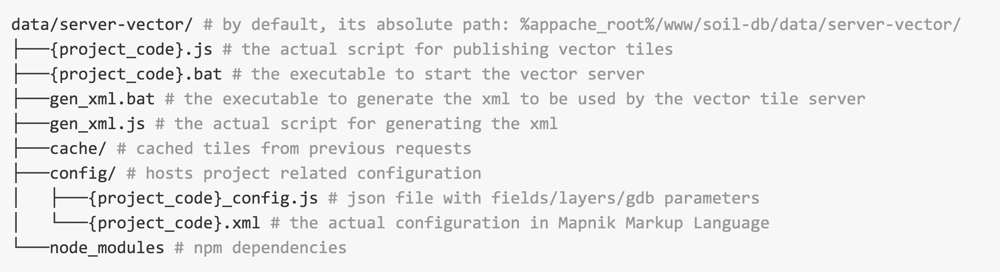 data/server-vector/ # by default, its absolute path: %appache_root%/www/soil-db/data/server-vector/
├───{project_code}.js # the actual script for publishing vector tiles
├───{project_code}.bat # the executable to start the vector server
├───gen_xml.bat # the executable to generate the xml to be used by the vector tile server
├───gen_xml.js # the actual script for generating the xml
├───cache/ # cached tiles from previous requests
├───config/ # hosts project related configuration
│   ├───{project_code}_config.js # json file with fields/layers/gdb parameters
│   └───{project_code}.xml # the actual configuration in Mapnik Markup Language
└───node_modules # npm dependencies